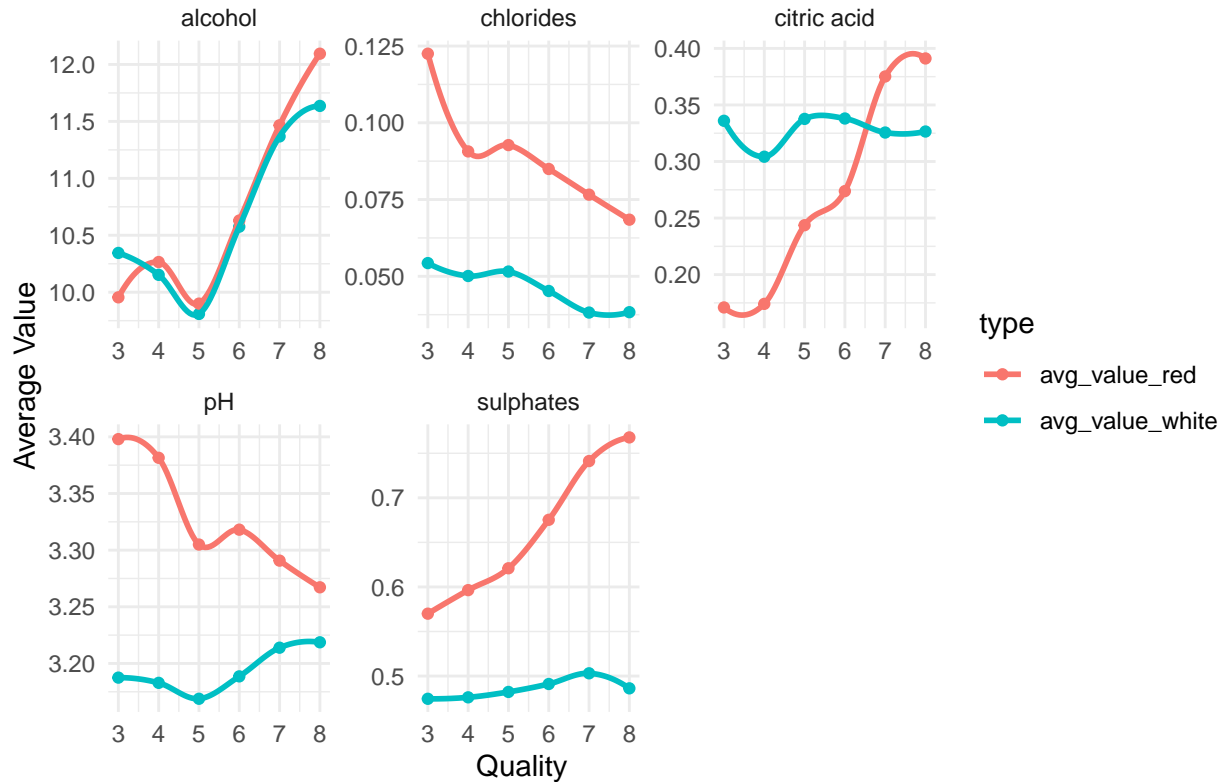 alcohol
chlorides
citric acid
12.0
11.5
11.0
10.5
10.0
0.125
0.100
0.075
0.050
0.40
0.35
0.30
0.25
0.20
3 4 5 6 7 8
3 4 5 6 7 8
3 4 5 6 7 8
Average Value
pH
sulphates
3.40
3.35
3.30
3.25
3.20
0.7
0.6
0.5
3 4 5 6 7 8
3 4 5 6 7 8
Quality
type
avg_value_red
avg_value_white